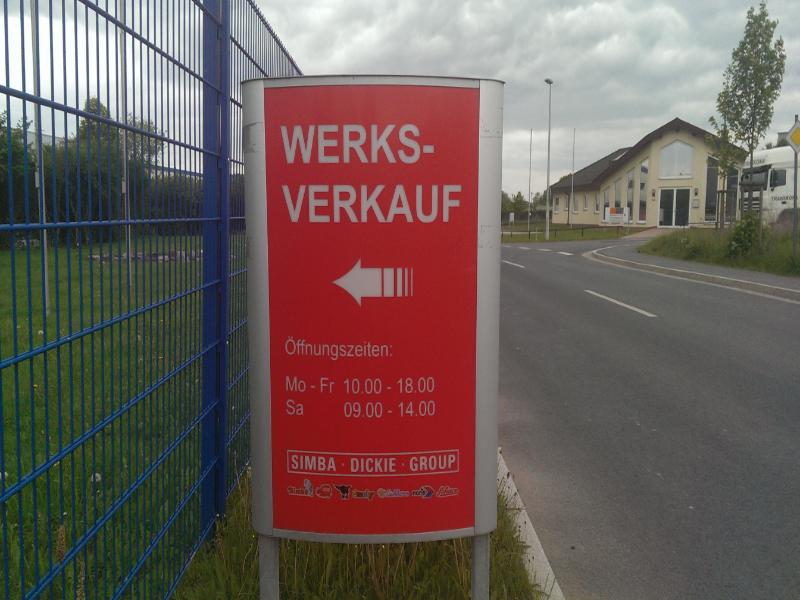 WERKS-
VERKAUF
Öffnungszeiten:
Mo - Fr 10.00 - 18.00
Sa 09.00 - 14.00
SIMBA · DICKIE · GROUP